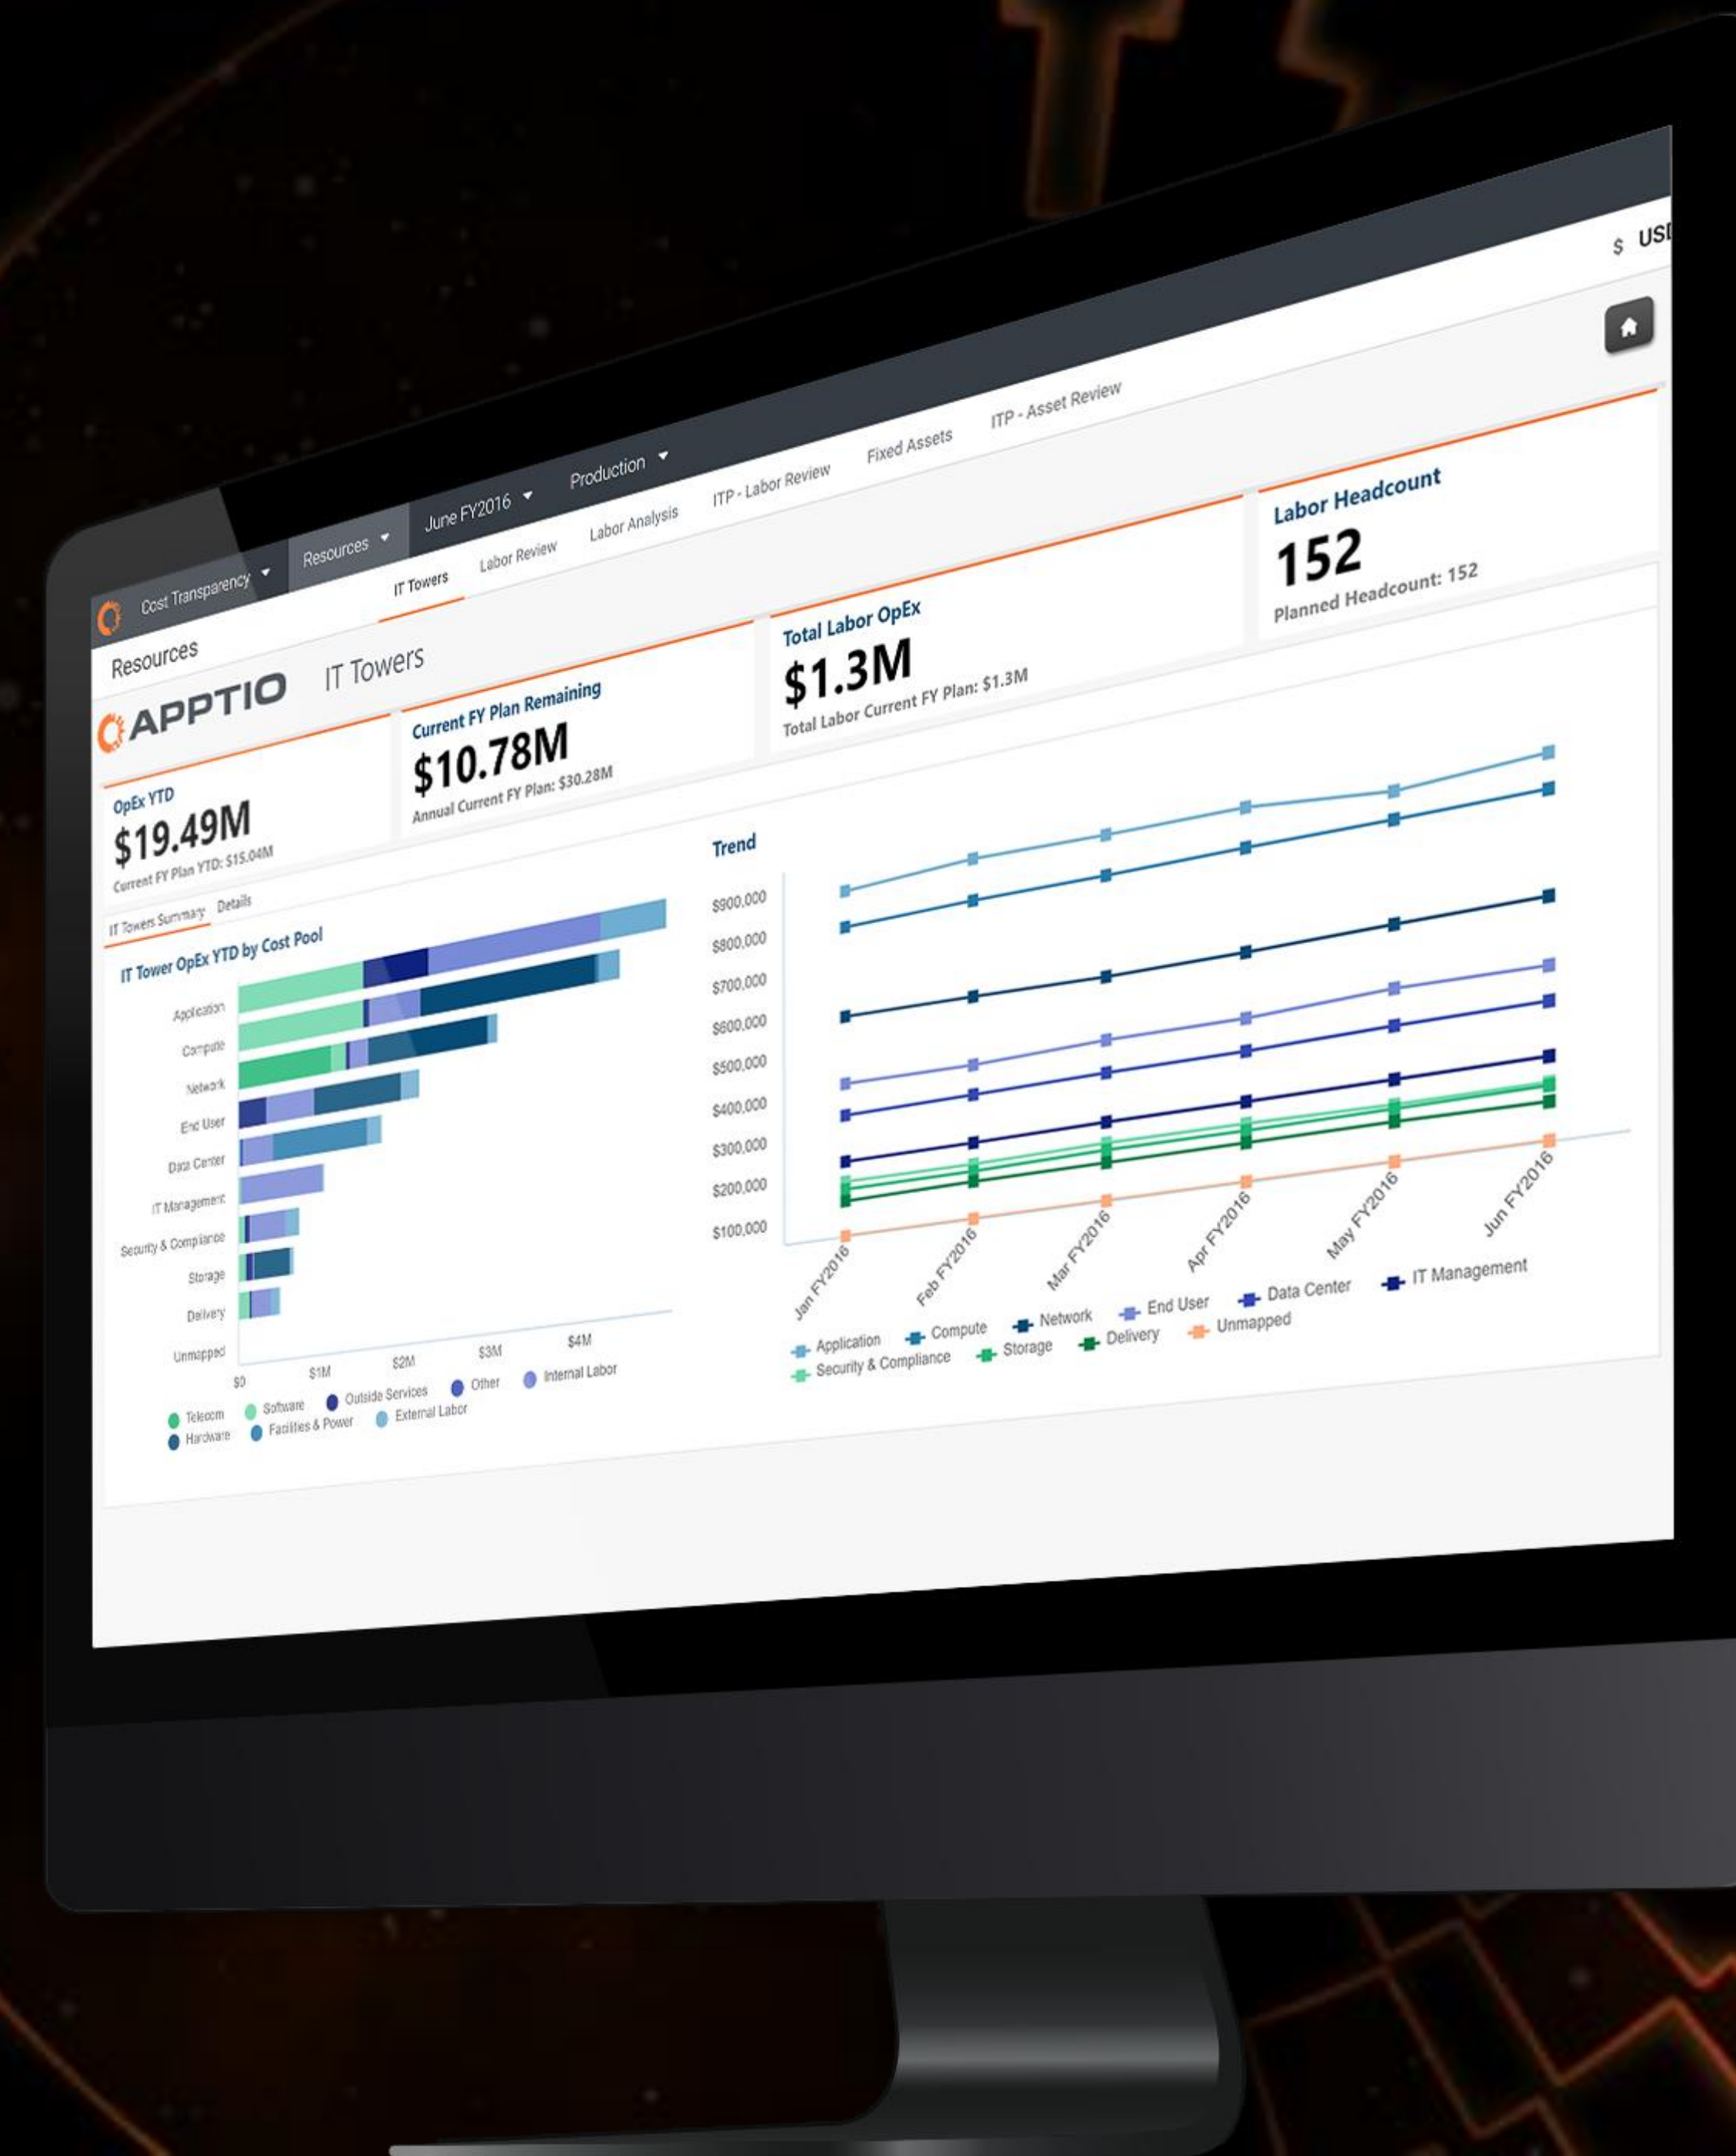 Cost Transparency
Resources
June FY2016
Production
$ USD
Resources
IT Towers
Labor Review
Labor Analysis
ITP - Labor Review
Fixed Assets
ITP - Asset Review
APPTIO
IT Towers
OpEx YTD
$19.49M
Current FY Plan YTD: $15.04M
Current FY Plan Remaining
$10.78M
Annual Current FY Plan: $30.28M
Total Labor OpEx
$1.3M
Total Labor Current FY Plan: $1.3M
Labor Headcount
152
Planned Headcount: 152
IT Towers Summary
Details
IT Tower OpEx YTD by Cost Pool
Application
Compute
Network
End User
Data Center
IT Management
Security & Compliance
Storage
Delivery
Unmapped
$0 $1M $2M $3M $4M
Telecom Software Outside Services Other Internal Labor
Hardware Facilities & Power External Labor
Trend
$900,000
$800,000
$700,000
$600,000
$500,000
$400,000
$300,000
$200,000
$100,000
Jan FY2016
Feb FY2016
Mar FY2016
Apr FY2016
May FY2016
Jun FY2016
Application Compute Network End User Data Center IT Management
Security & Compliance Storage Delivery Unmapped